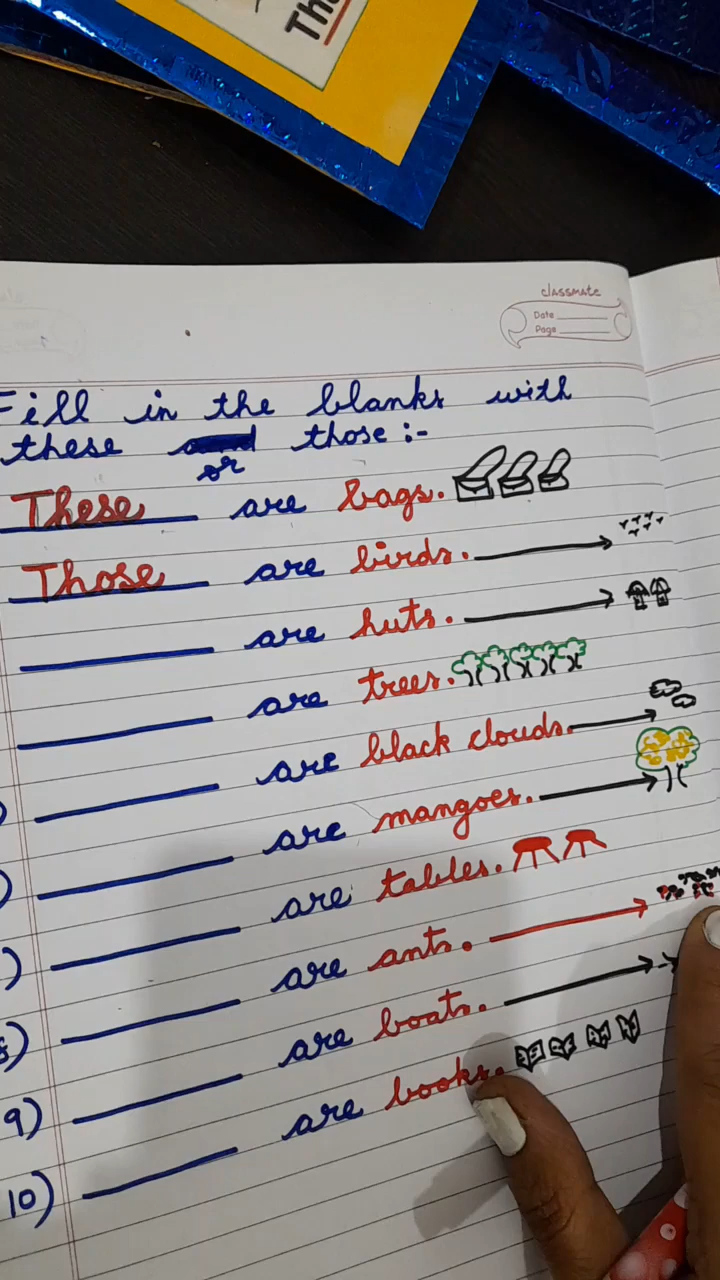 Th
classmate
Date
Page
Fill in the blanks with
these or those :-
These are bags.
Those are birds.
are huts.
are trees.
are black clouds.
are mangoes.
are tables.
are ants.
are boats.
9) are books.
10)